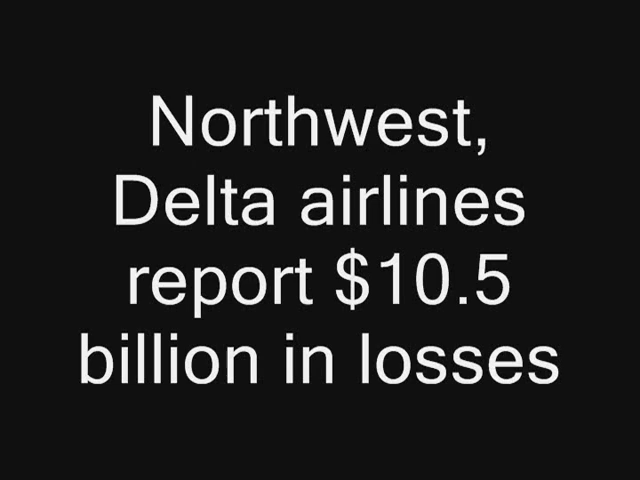 Northwest,
Delta airlines
report $10.5
billion in losses